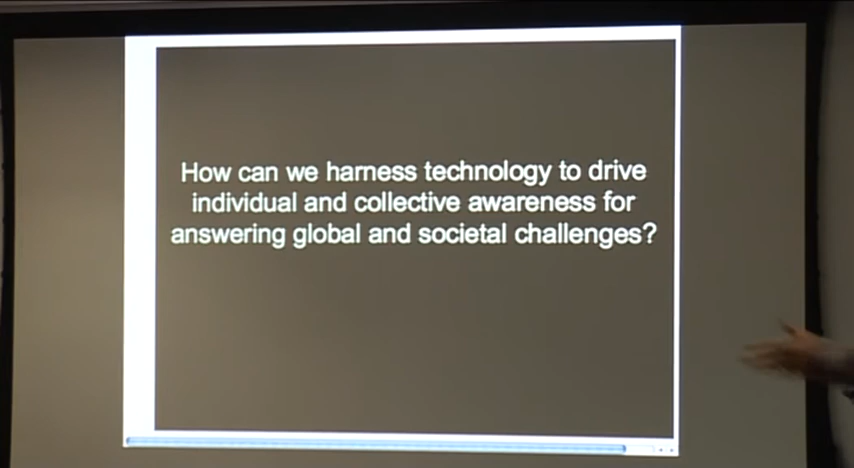 How can we harness technology to drive
individual and collective awareness for
answering global and societal challenges?